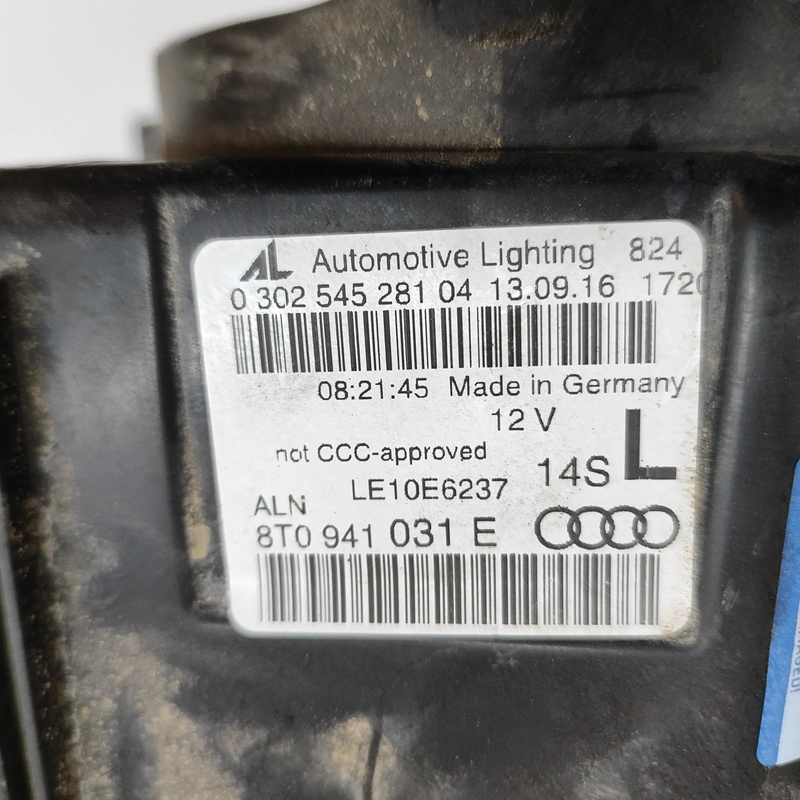 AL Automotive Lighting 824
0 302 545 281 04 13.09.16 1720
08:21:45 Made in Germany
12 V
not CCC-approved
14S L
LE10E6237
ALN
8T0 941 031 E